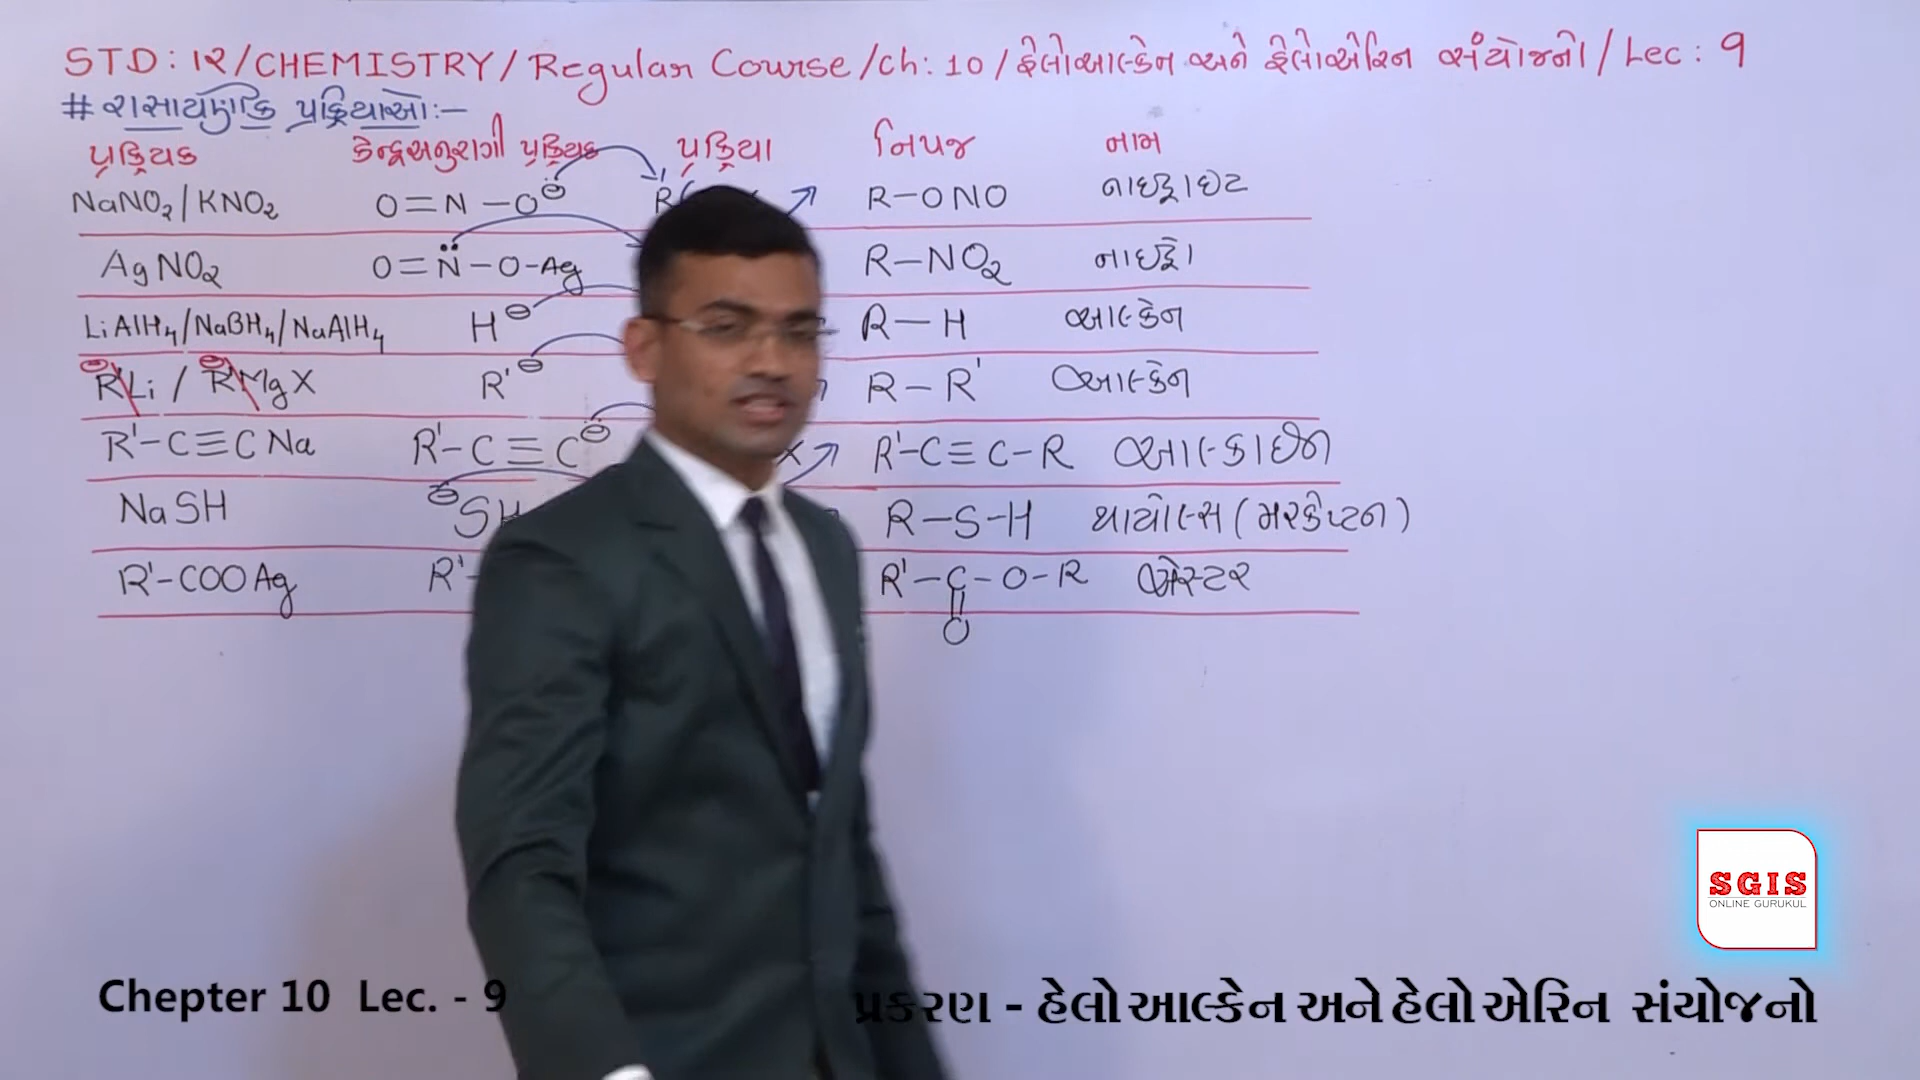 STD : 12 / CHEMISTRY / Regular Course / ch : 10 / હેલોઆલ્કેન અને હેલોએરિન સંયોજનો / Lec : 9
# રાસાયણિક પ્રક્રિયાઓ :-
પ્રક્રિયક કેન્દ્રઅનુરાગી પ્રક્રિયક પ્રક્રિયા નિપજ નામ
NaNO₂ / KNO₂ O=N-O⊖ R R-ONO નાઇટ્રાઇટ
AgNO₂ O=N̈-O-Ag R-NO₂ નાઇટ્રો
LiAlH₄ / NaBH₄ / NaAlH₄ H⊖ R-H આલ્કેન
R'Li / R'MgX R'⊖ R-R' આલ્કેન
R'-C≡CNa R'-C≡C⊖ X R'-C≡C-R આલ્કાઇન
NaSH ⊖SH R-S-H થાયોલ્સ (મરકેપ્ટન)
R'-COOAg R'- R'-C-O-R એસ્ટર
O
SGIS
ONLINE GURUKUL
Chepter 10 Lec. - 9
પ્રકરણ - હેલો આલ્કેન અને હેલો એરિન સંયોજનો